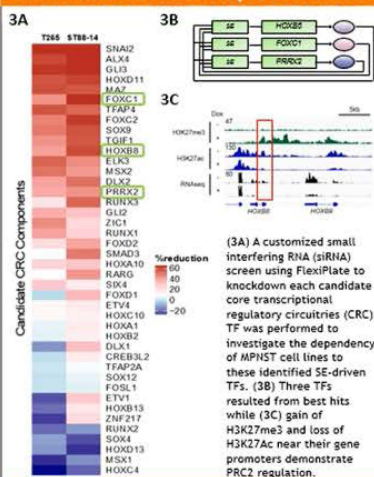 3A
T265 ST88-14
SNAI2
ALX4
GLI3
HOXD11
MAZ
FOXC1
TFAP4
FOXC2
SOX9
TGIF1
HOXB8
ELK3
MSX2
DLX2
PRRX2
RUNX3
GLI2
ZIC1
RUNX1
FOXD2
SMAD3
HOXA10
RARG
SIX4
FOXD1
ETV4
HOXC10
HOXA1
HOXB2
DLX1
CREB3L2
TFAP2A
SOX12
FOSL1
ETV1
HOXB13
ZNF217
RUNX2
SOX4
HOXD13
MSX1
HOXC4
Candidate CRC Components
%reduction
60
40
20
0
-20
3B
SE HOXB8
SE FOXC1
SE PRRX2
3C
5kb
Dox
47
H3K27me3
150
H3K27ac
60
RNAseq
HOXB8 HOXB9
(3A) A customized small
interfering RNA (siRNA)
screen using FlexiPlate to
knockdown each candidate
core transcriptional
regulatory circuitries (CRC)
TF was performed to
investigate the dependency
of MPNST cell lines to
these identified SE-driven
TFs. (3B) Three TFs
resulted from best hits
while (3C) gain of
H3K27me3 and loss of
H3K27Ac near their gene
promoters demonstrate
PRC2 regulation.